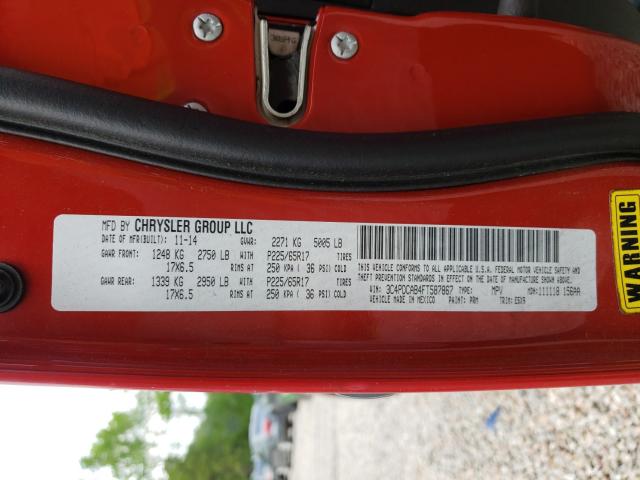 MFD BY CHRYSLER GROUP LLC
DATE OF MFR(BUILT): 11-14 GVWR: 2271 KG 5005 LB
GAWR FRONT: 1248 KG 2750 LB WITH P225/65R17 TIRES
17X6.5 RIMS AT 250 KPA ( 36 PSI) COLD
GAWR REAR: 1339 KG 2950 LB WITH P225/65R17 TIRES
17X6.5 RIMS AT 250 KPA ( 36 PSI) COLD
THIS VEHICLE CONFORMS TO ALL APPLICABLE U.S.A. FEDERAL MOTOR VEHICLE
SAFETY STANDARDS IN EFFECT ON THE DATE OF MANUFACTURE SHOWN ABOVE.
VIN: 3C4PDCAB4FT587867 TYPE: MPV MDH: 111118 156AA
VEHICLE MADE IN MEXICO PAINT: PRM TRIM:
WARNING